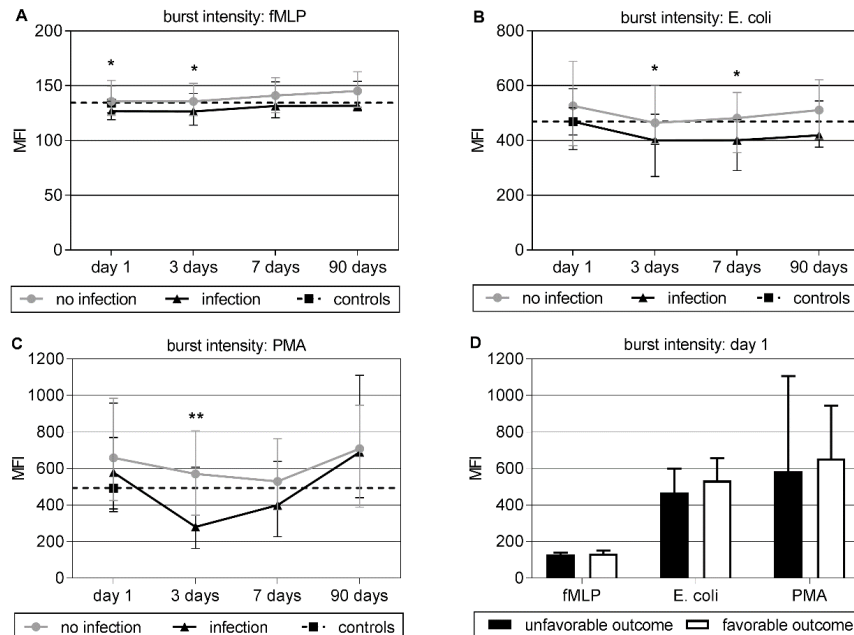 A burst intensity: fMLP
MFI
200
150
100
50
0
* *
day 1 3 days 7 days 90 days
no infection infection controls
B burst intensity: E. coli
MFI
800
600
400
200
0
* *
day 1 3 days 7 days 90 days
no infection infection controls
C burst intensity: PMA
MFI
1200
1000
800
600
400
200
0
**
day 1 3 days 7 days 90 days
no infection infection controls
D burst intensity: day 1
MFI
1200
1000
800
600
400
200
0
fMLP E. coli PMA
unfavorable outcome favorable outcome